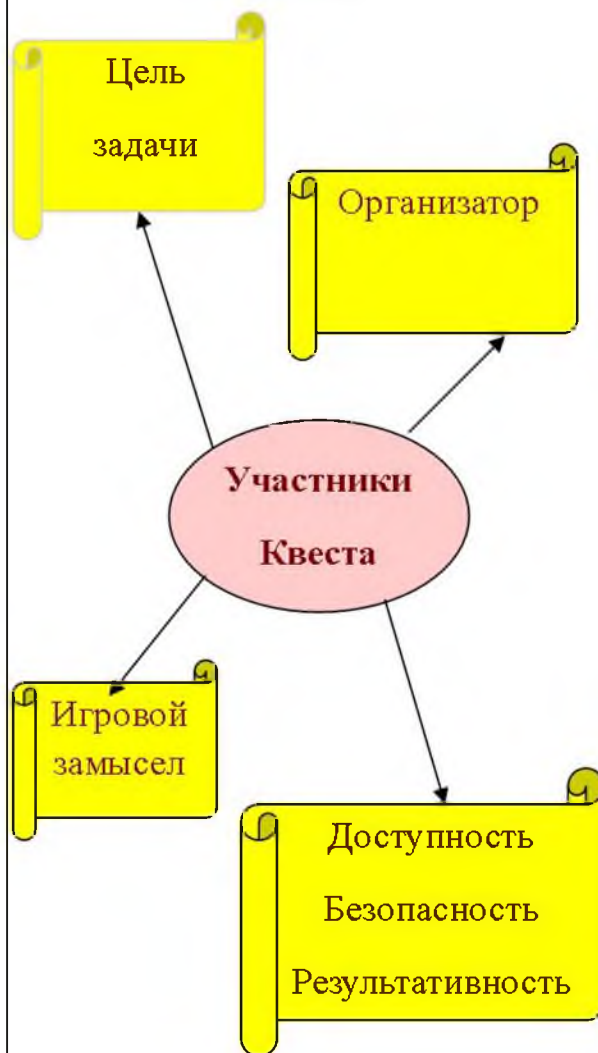 Цель
задачи
Организатор
Участники
Квеста
Игровой
замысел
Доступность
Безопасность
Результативность